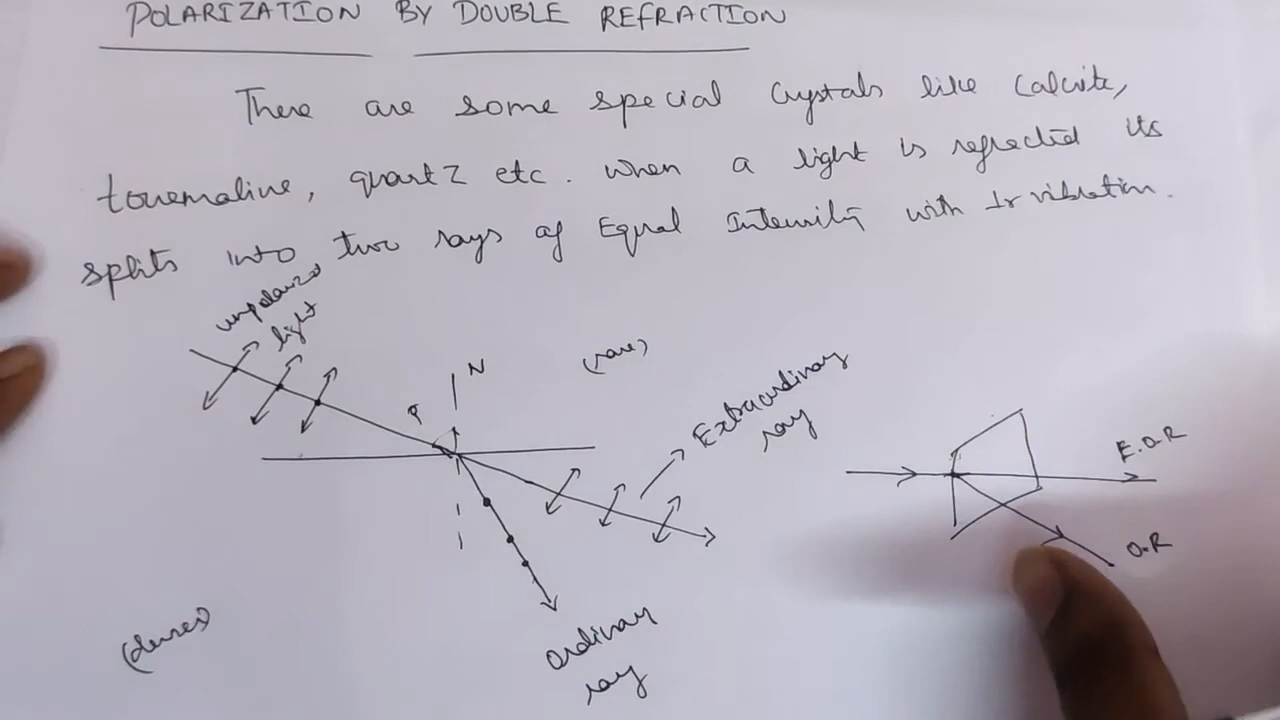 POLARIZATION BY DOUBLE REFRACTION
There are some special Crystals like Calcite,
tourmaline, quartz etc. When a light is refracted its
splits into two rays of Equal Intensity with ⊥r vibration.
unpolarized
light
N
(rare)
Extraordinary
ray
E.O.R
O.R
(denser)
Ordinary
ray